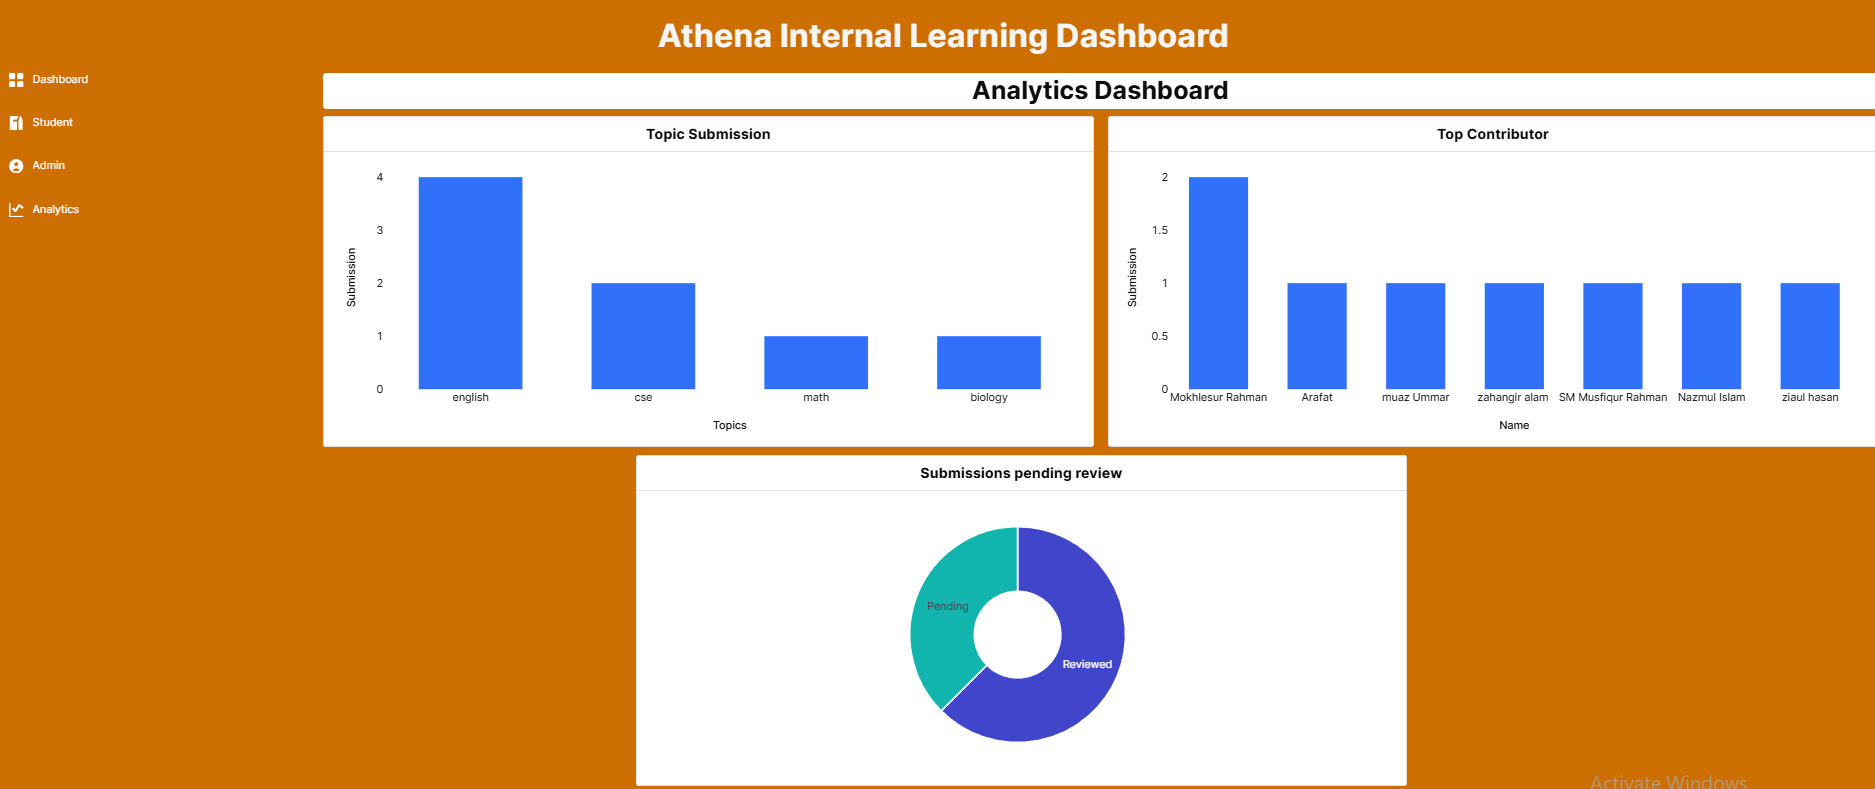 Athena Internal Learning Dashboard
Dashboard
Student
Admin
Analytics
Analytics Dashboard
Topic Submission
4
3
2
1
0
Submission
english cse math biology
Topics
Top Contributor
2
1.5
1
0.5
0
Submission
Mokhlesur Rahman Arafat muaz Ummar zahangir alam SM Musfiqur Rahman Nazmul Islam ziaul hasan
Name
Submissions pending review
Pending
Reviewed
Activate Windows